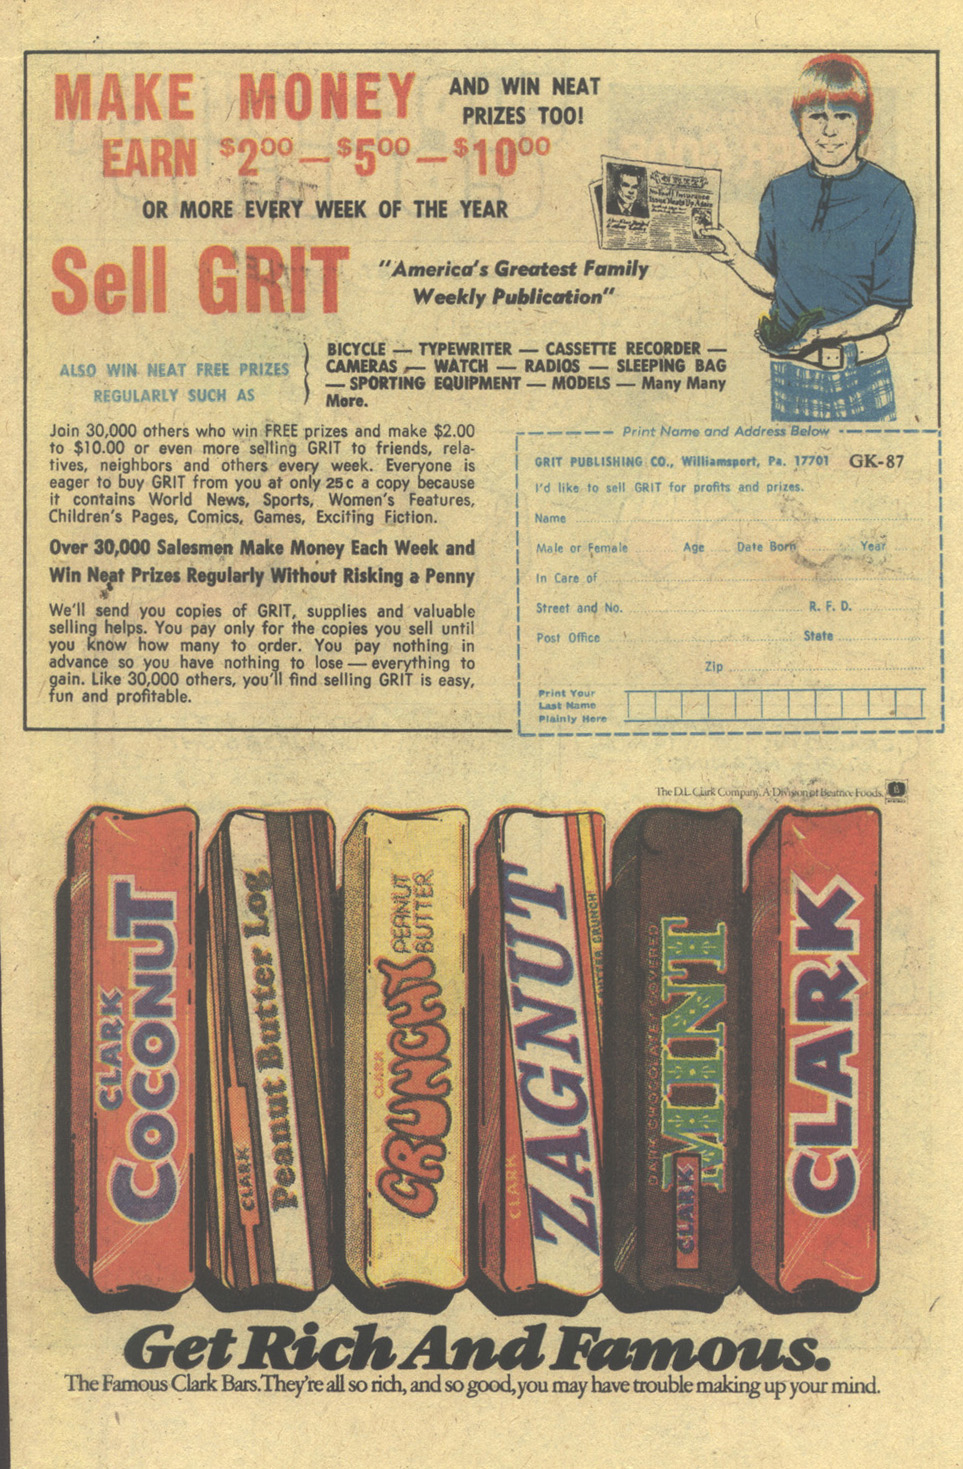 MAKE MONEY
AND WIN NEAT
PRIZES TOO!
EARN $2.00 — $5.00 — $10.00
OR MORE EVERY WEEK OF THE YEAR
Sell GRIT
"America's Greatest Family
Weekly Publication"
ALSO WIN NEAT FREE PRIZES
REGULARLY SUCH AS
BICYCLE — TYPEWRITER — CASSETTE RECORDER —
CAMERAS — WATCH — RADIOS — SLEEPING BAG
— SPORTING EQUIPMENT — MODELS — Many Many
More.
Join 30,000 others who win FREE prizes and make $2.00
to $10.00 or even more selling GRIT to friends, rela-
tives, neighbors and others every week. Everyone is
eager to buy GRIT from you at only 25c a copy because
it contains World News, Sports, Women's Features,
Children's Pages, Comics, Games, Exciting Fiction.
Over 30,000 Salesmen Make Money Each Week and
Win Neat Prizes Regularly Without Risking a Penny
We'll send you copies of GRIT, supplies and valuable
selling helps. You pay only for the copies you sell until
you know how many to order. You pay nothing in
advance so you have nothing to lose — everything to
gain. Like 30,000 others, you'll find selling GRIT is easy,
fun and profitable.
GRIT
Print Name and Address Below
GRIT PUBLISHING CO., Williamsport, Pa. 17701 GK-87
I'd like to sell GRIT for profits and prizes.
Name
Male or Female Age Date Born Year
In Care of
Street and No. R. F. D.
Post Office State
Zip
Print Your
Last Name
Plainly Here
The D.L. Clark Company. A Division of Beatrice Foods.
CLARK
COCONUT
CLARK
Peanut Butter Log
CLARK
CRUNCHY
PEANUT
BUTTER
CLARK
ZAGNUT
DARK CHOCOLATEY COVERED
MINT
CLARK
CLARK
Get Rich And Famous.
The Famous Clark Bars. They're all so rich, and so good, you may have trouble making up your mind.